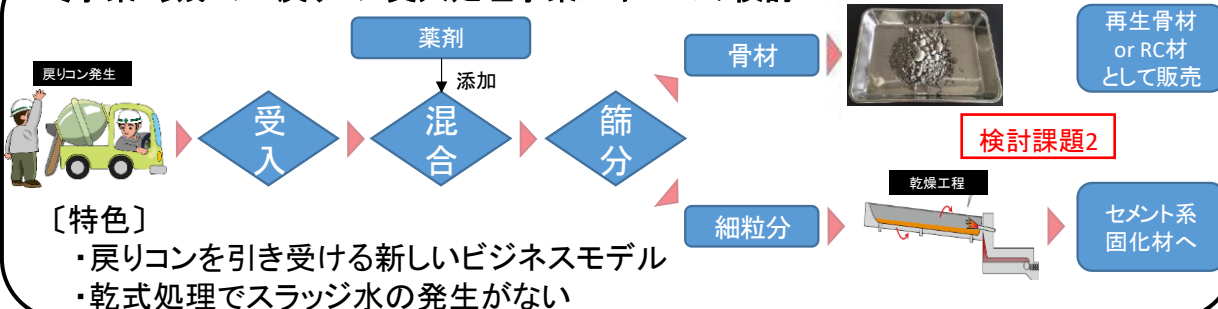 薬剤
添加
戻りコン発生
受入
混合
篩分
骨材
再生骨材
or RC材
として販売
検討課題2
細粒分
乾燥工程
セメント系
固化材へ
〔特色〕
・戻りコンを引き受ける新しいビジネスモデル
・乾式処理でスラッジ水の発生がない